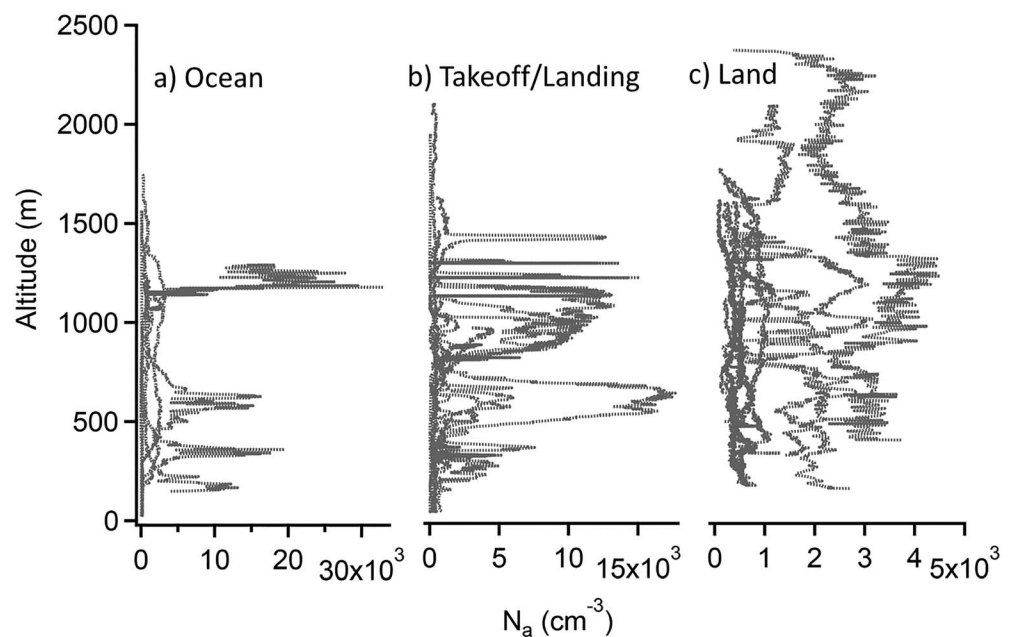 2500
a) Ocean
b) Takeoff/Landing
c) Land
2000
1500
1000
500
0
Altitude (m)
0 10 20 30x10³
0 5 10 15x10³
0 1 2 3 4 5x10³
Nₐ (cm⁻³)